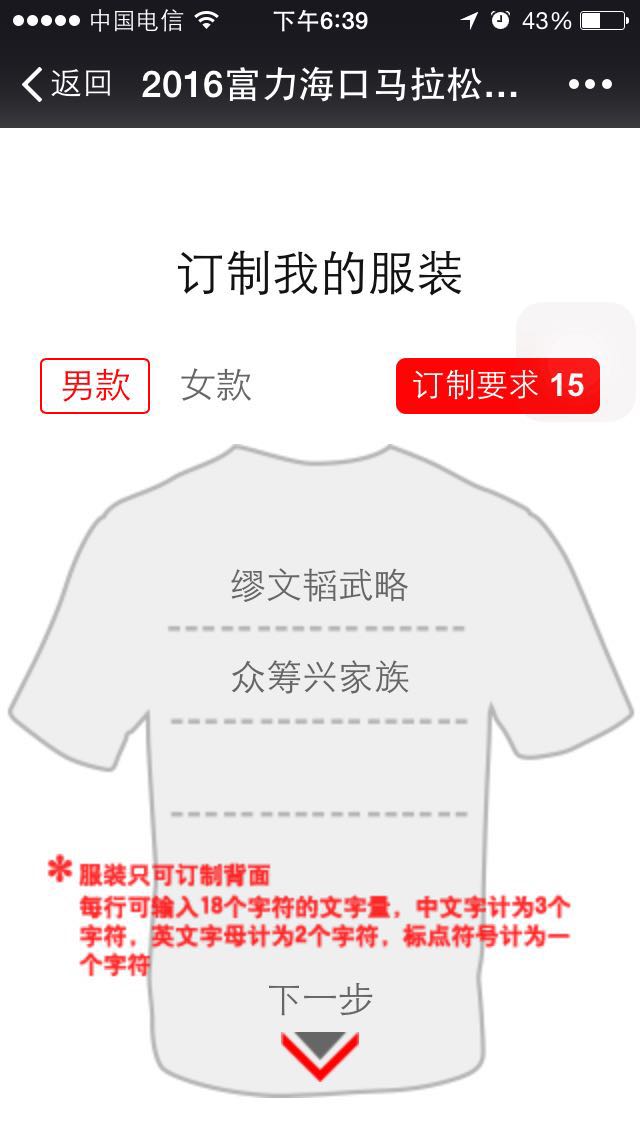 中国电信 下午6:39 43%
返回 2016富力海口马拉松...
订制我的服装
男款 女款 订制要求 15
缪文韬武略
众筹兴家族
*服装只可订制背面
每行可输入18个字符的文字量，中文字计为3个
字符，英文字母计为2个字符，标点符号计为一
个字符
下一步